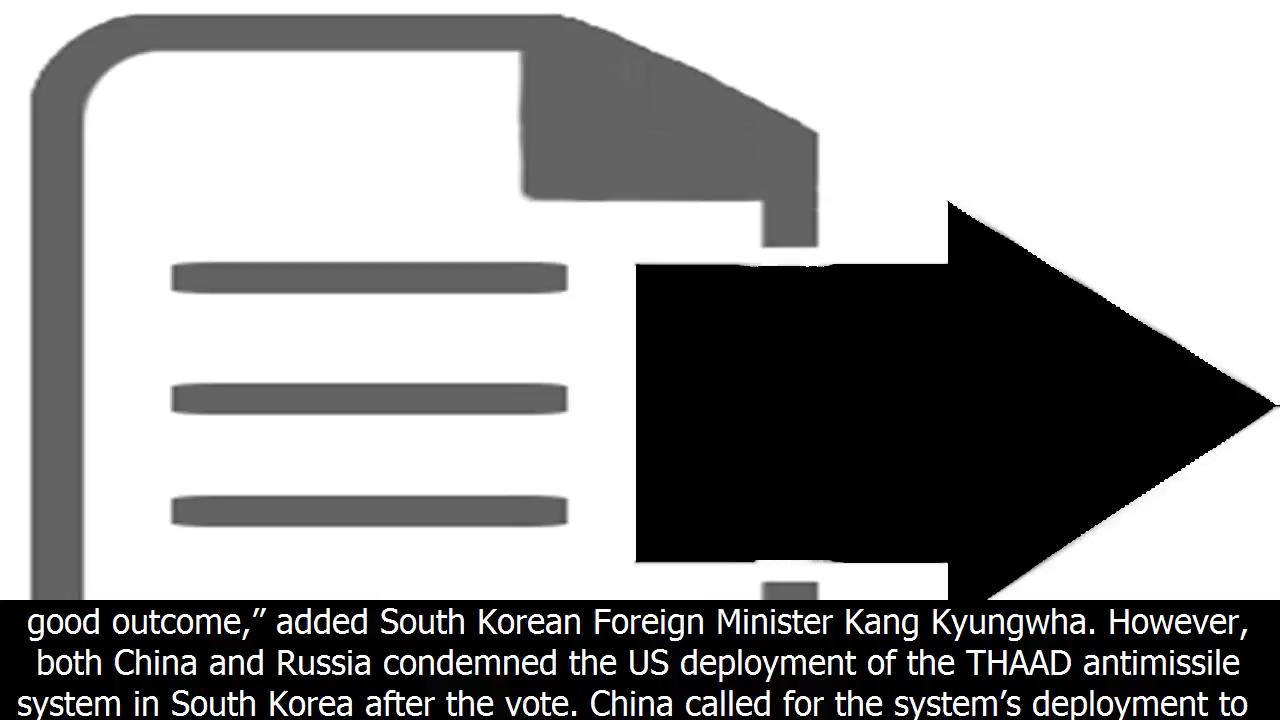 good outcome,” added South Korean Foreign Minister Kang Kyungwha. However,
both China and Russia condemned the US deployment of the THAAD antimissile
system in South Korea after the vote. China called for the system’s deployment to